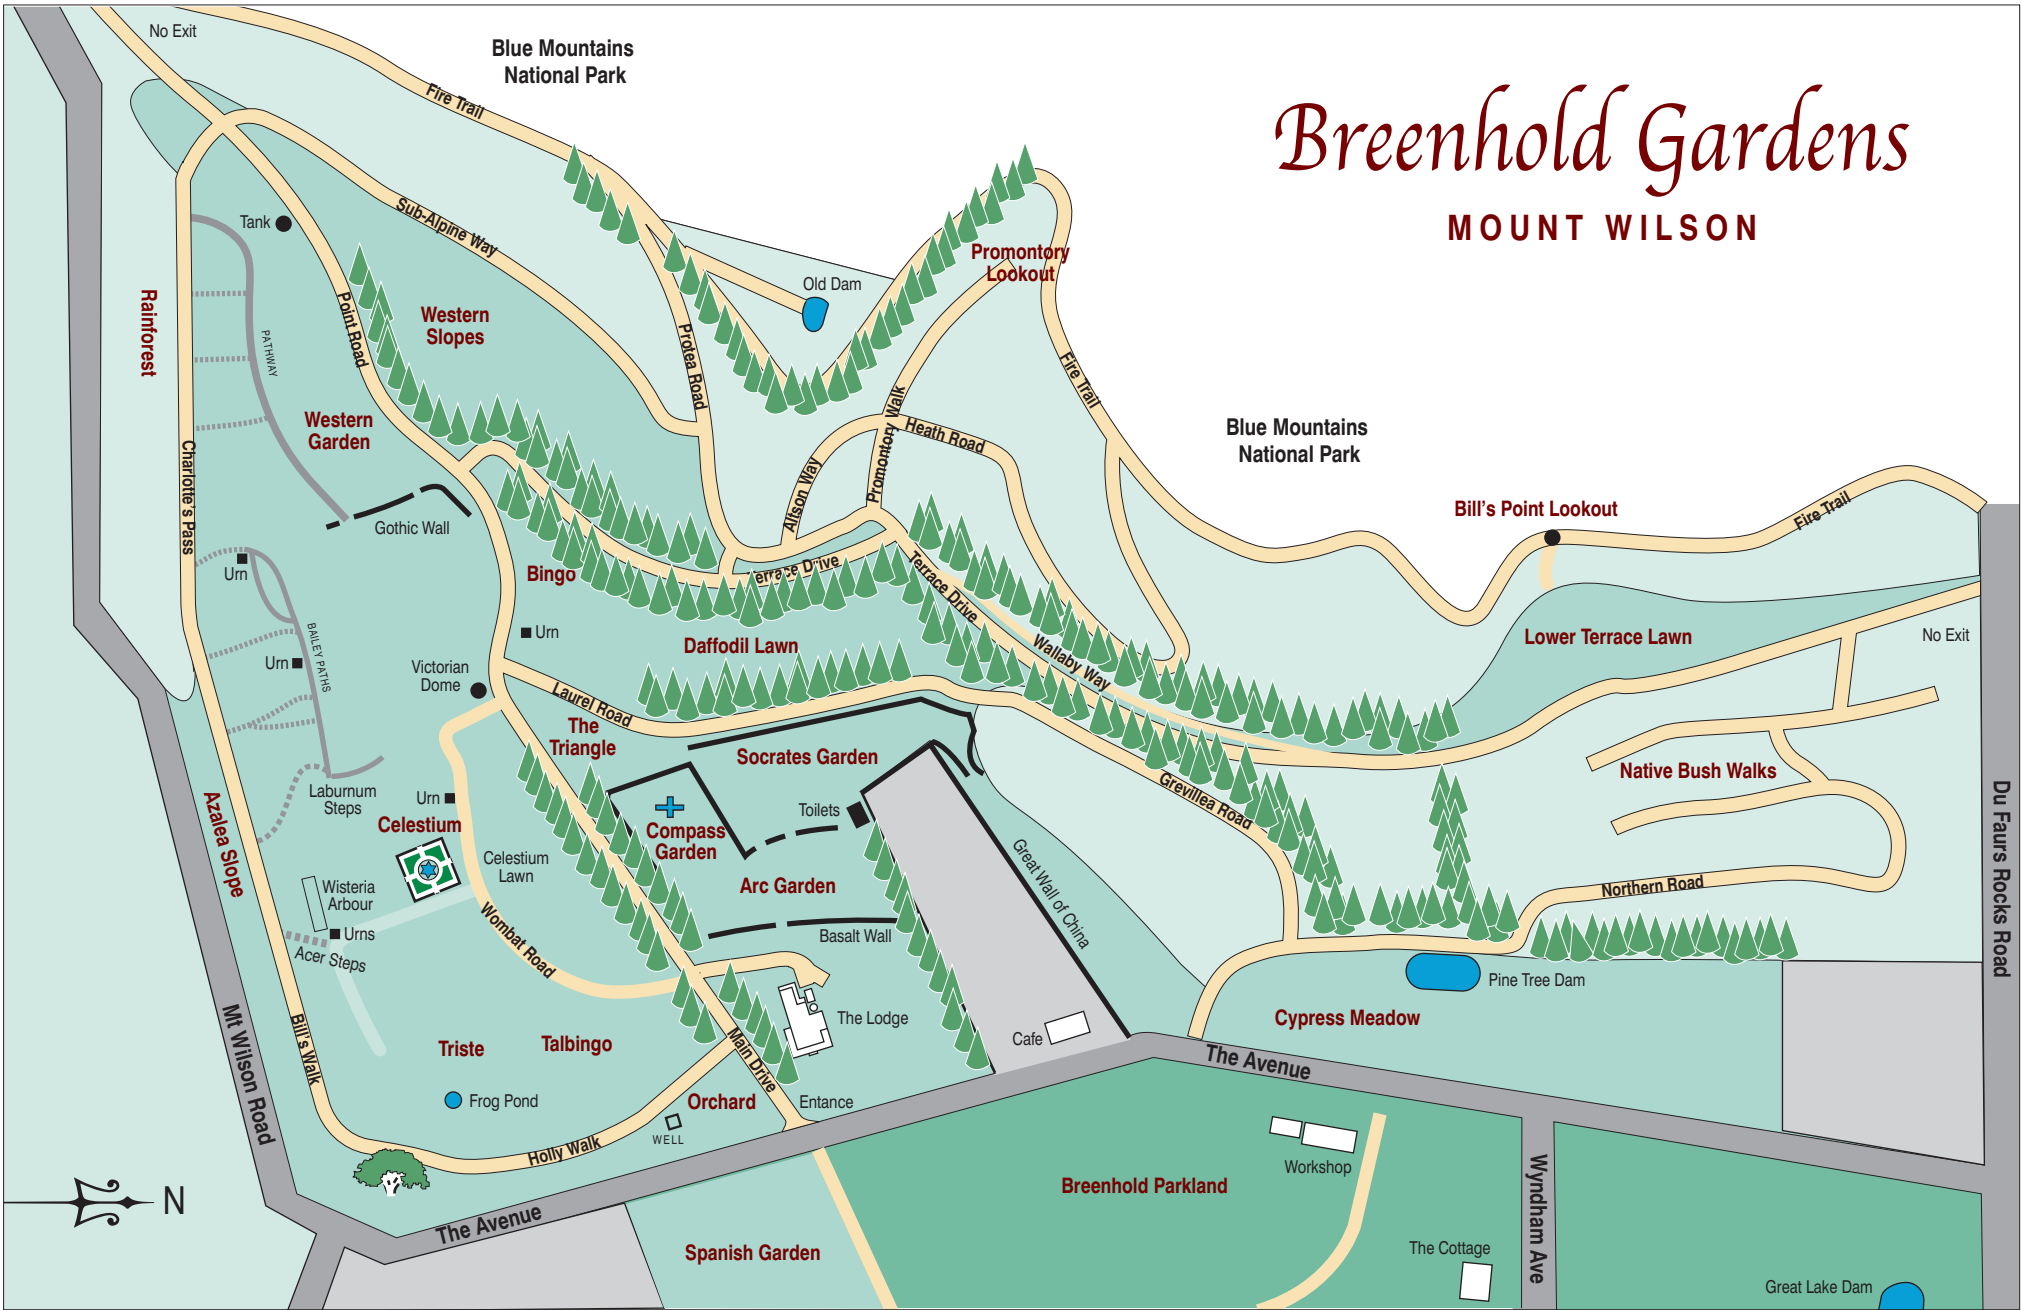 No Exit
Blue Mountains
National Park
Fire Trail
Breenhold Gardens
MOUNT WILSON
Tank
Sub-Alpine Way
Promontory
Lookout
Old Dam
Rainforest
Point Road
PATHWAY
Western
Slopes
Protea Road
Fire Trail
Western
Garden
Charlotte's Pass
Promontory Walk
Heath Road
Altson Way
Blue Mountains
National Park
Bill's Point Lookout
Fire Trail
Gothic Wall
Urn
Bingo
Terrace Drive
Terrace Drive
Urn
Daffodil Lawn
Wallaby Way
Lower Terrace Lawn
No Exit
BAILEY PATHS
Urn
Victorian
Dome
Laurel Road
The
Triangle
Socrates Garden
Native Bush Walks
Grevillea Road
Laburnum
Steps
Urn
Celestium
Toilets
Compass
Garden
Azalea Slope
Celestium
Lawn
Arc Garden
Great Wall of China
Northern Road
Du Faurs Rocks Road
Wisteria
Arbour
Urns
Acer Steps
Wombat Road
Basalt Wall
Pine Tree Dam
The Lodge
Cafe
Cypress Meadow
Mt Wilson Road
Bill's Walk
Triste
Talbingo
Main Drive
The Avenue
Frog Pond
Orchard
Entrance
WELL
Holly Walk
Workshop
Breenhold Parkland
Wyndham Ave
N
The Avenue
Spanish Garden
The Cottage
Great Lake Dam